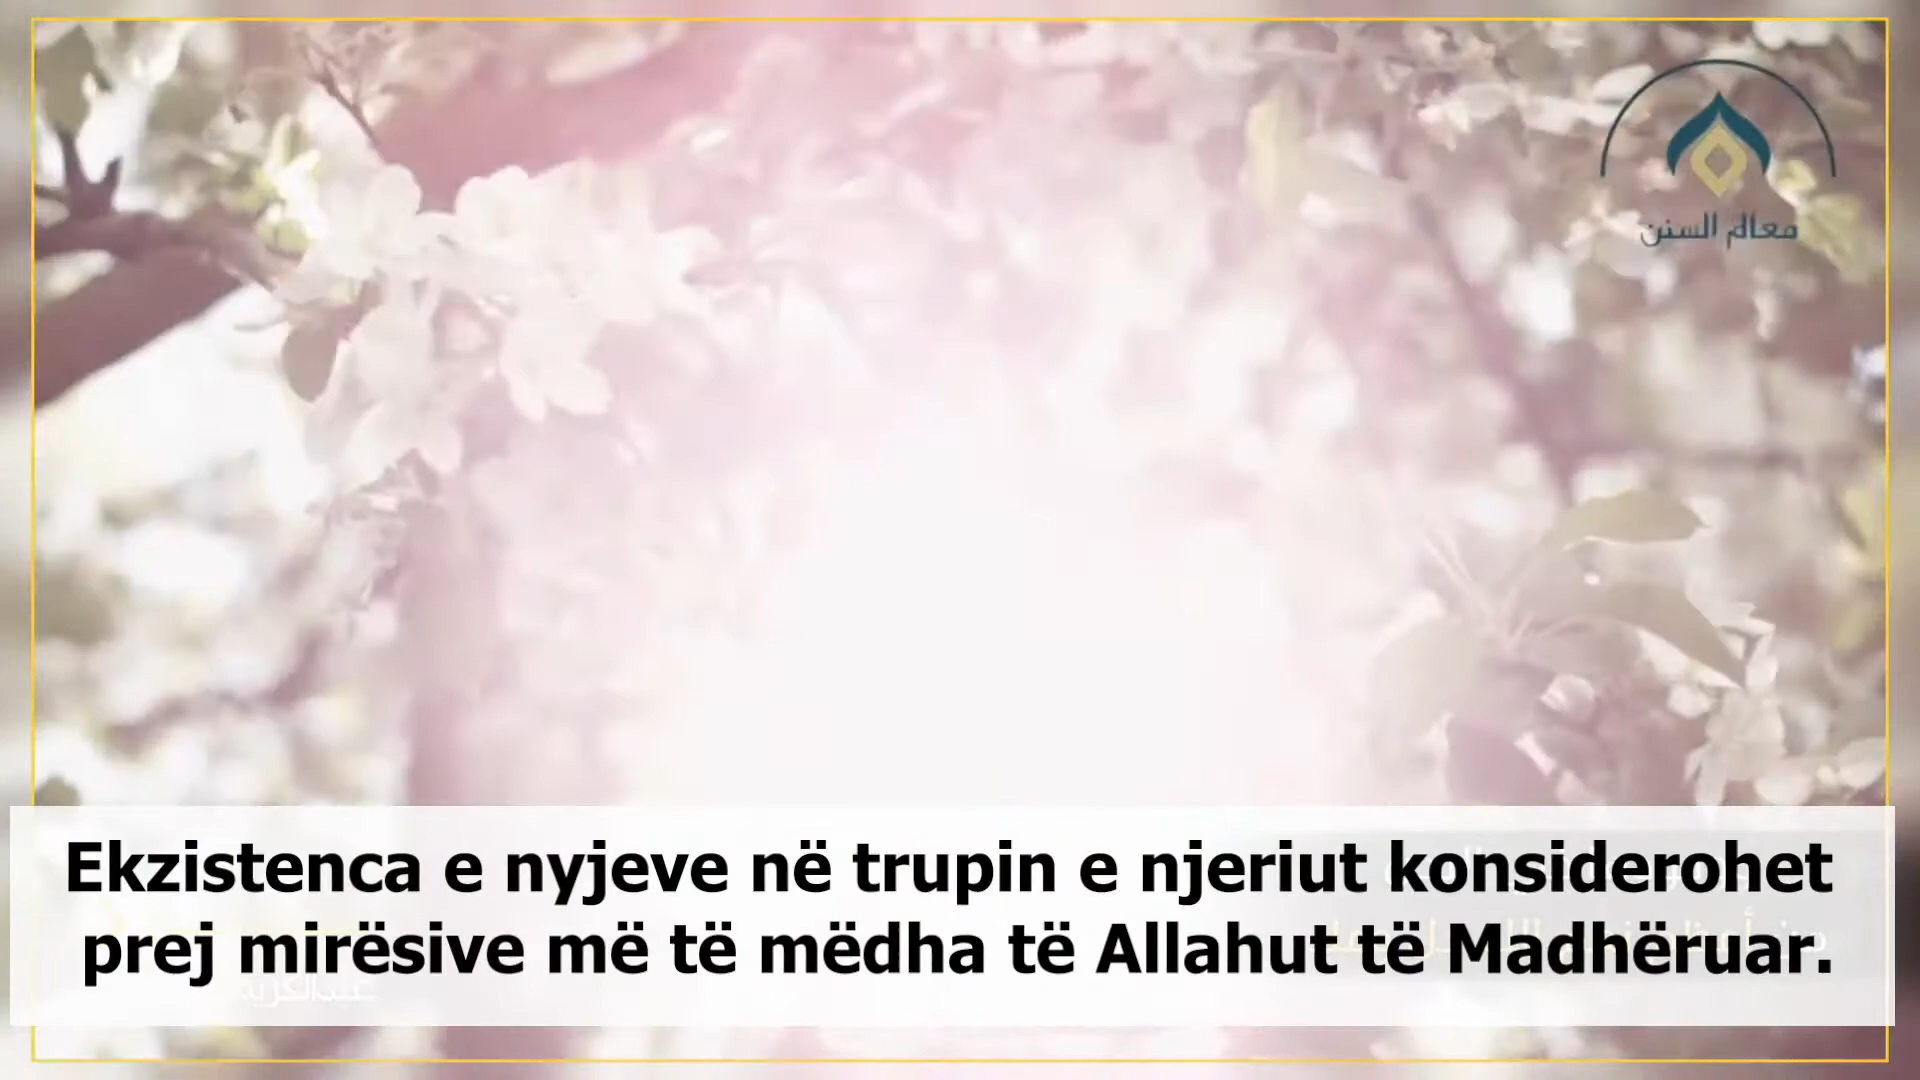 معالم السنن
Ekzistenca e nyjeve në trupin e njeriut konsiderohet
prej mirësive më të mëdha të Allahut të Madhëruar.